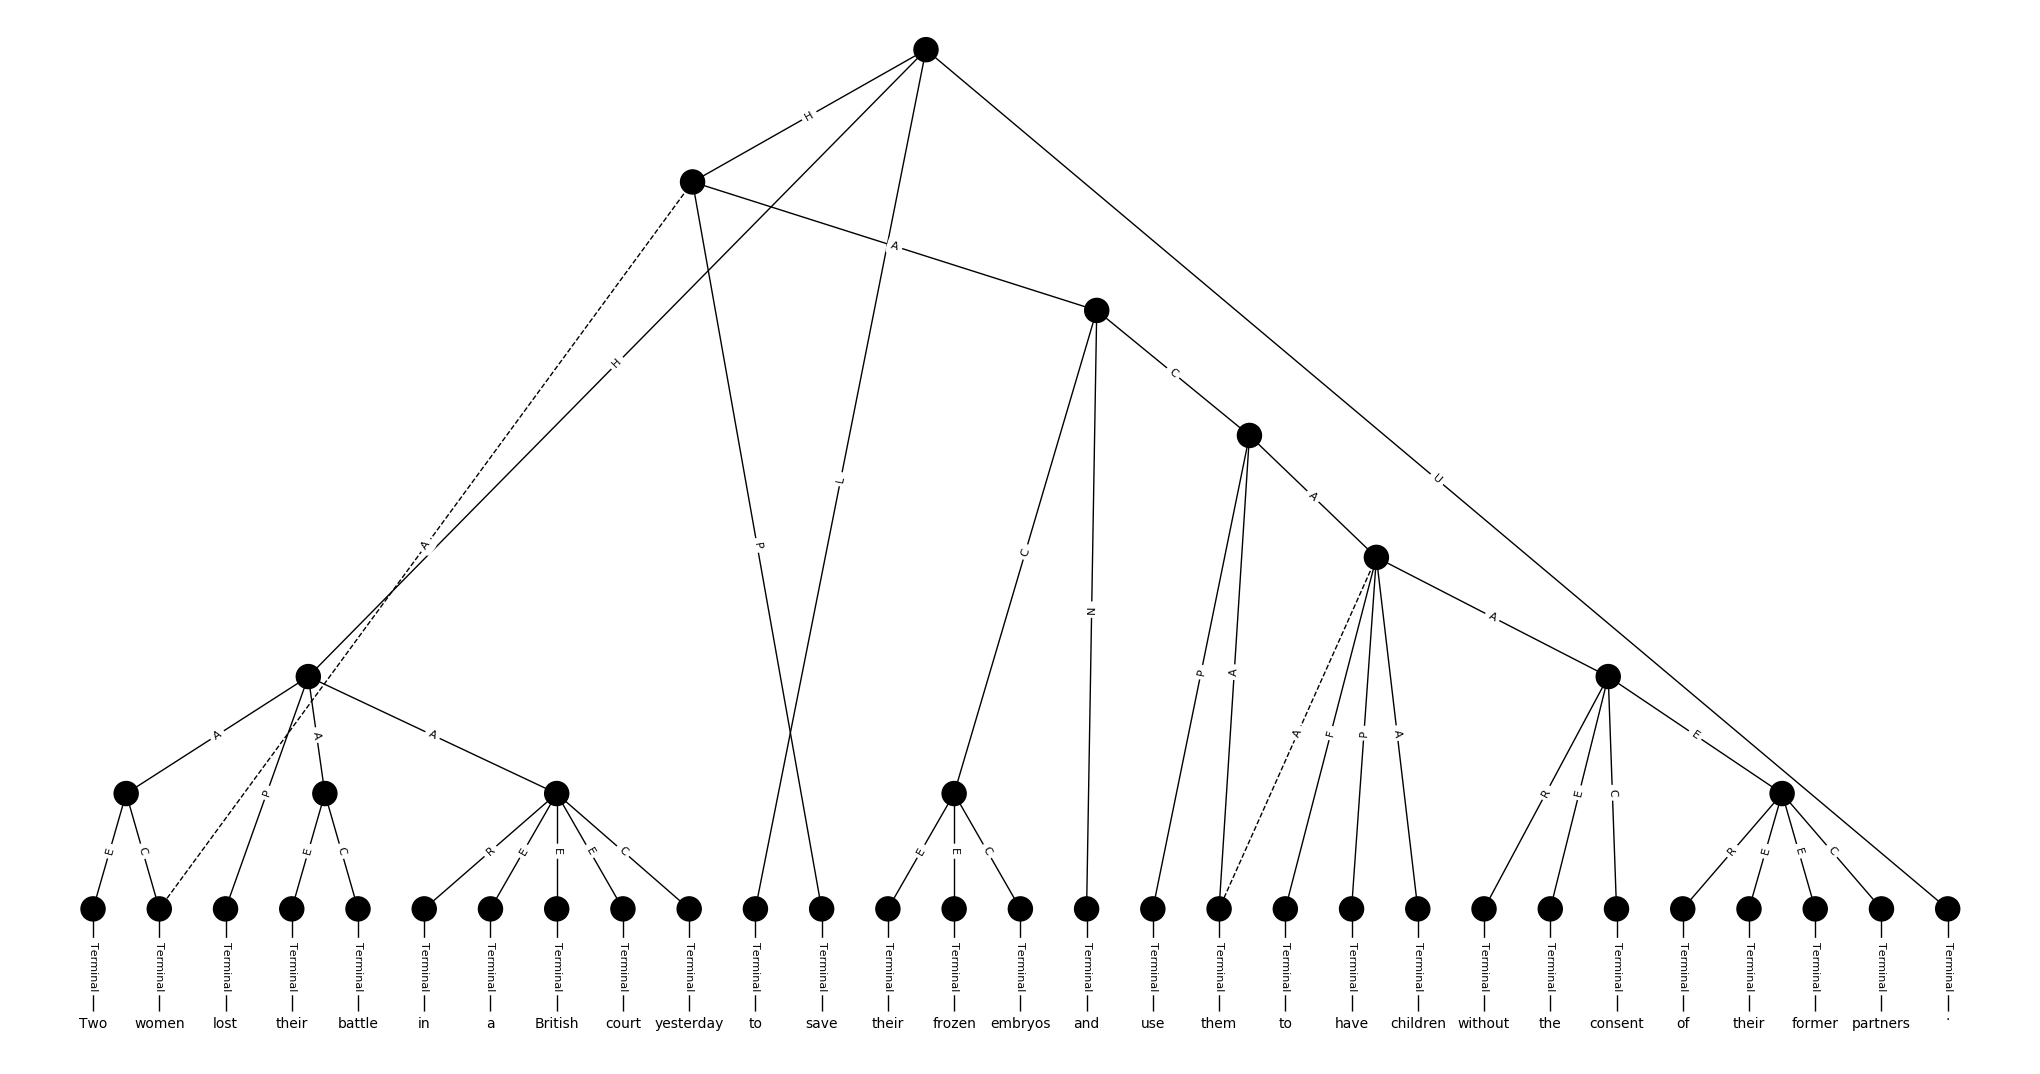 H
A
H
C
L
U
A
A
P
C
N
A
P
A
A
A
A
A
F
P
A
E
P
R
E
C
E
C
E
C
R
E
E
E
C
E
E
C
R
E
E
C
Terminal Terminal Terminal Terminal Terminal Terminal Terminal Terminal Terminal Terminal Terminal Terminal Terminal Terminal Terminal Terminal Terminal Terminal Terminal Terminal Terminal Terminal Terminal Terminal Terminal Terminal Terminal Terminal Terminal
Two women lost their battle in a British court yesterday to save their frozen embryos and use them to have children without the consent of their former partners .